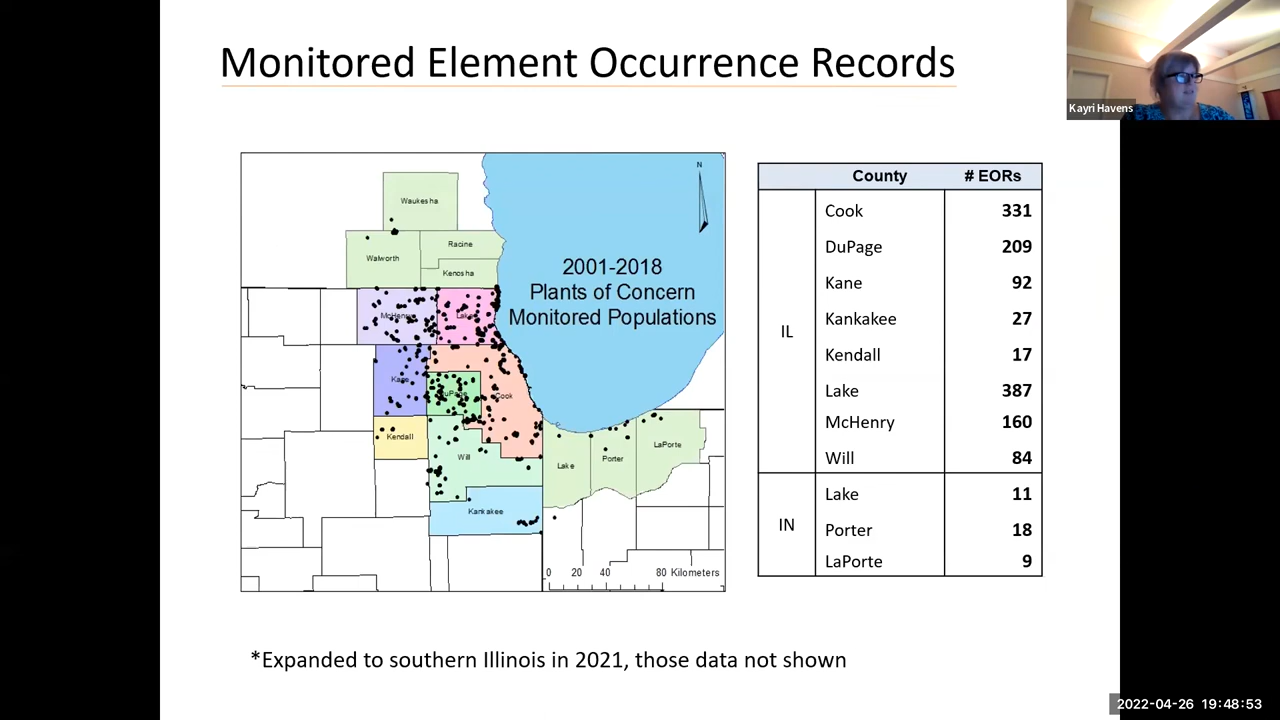 Monitored Element Occurrence Records
Kayri Havens
N
Waukesha
Racine
Walworth
Kenosha
2001-2018
Plants of Concern
Monitored Populations
McHenry
Lake
Kane
DuPage
Cook
Kendall
Will
Lake
Porter
LaPorte
Kankakee
0 20 40 80 Kilometers
County # EORs
IL
Cook 331
DuPage 209
Kane 92
Kankakee 27
Kendall 17
Lake 387
McHenry 160
Will 84
IN
Lake 11
Porter 18
LaPorte 9
*Expanded to southern Illinois in 2021, those data not shown
2022-04-26 19:48:53